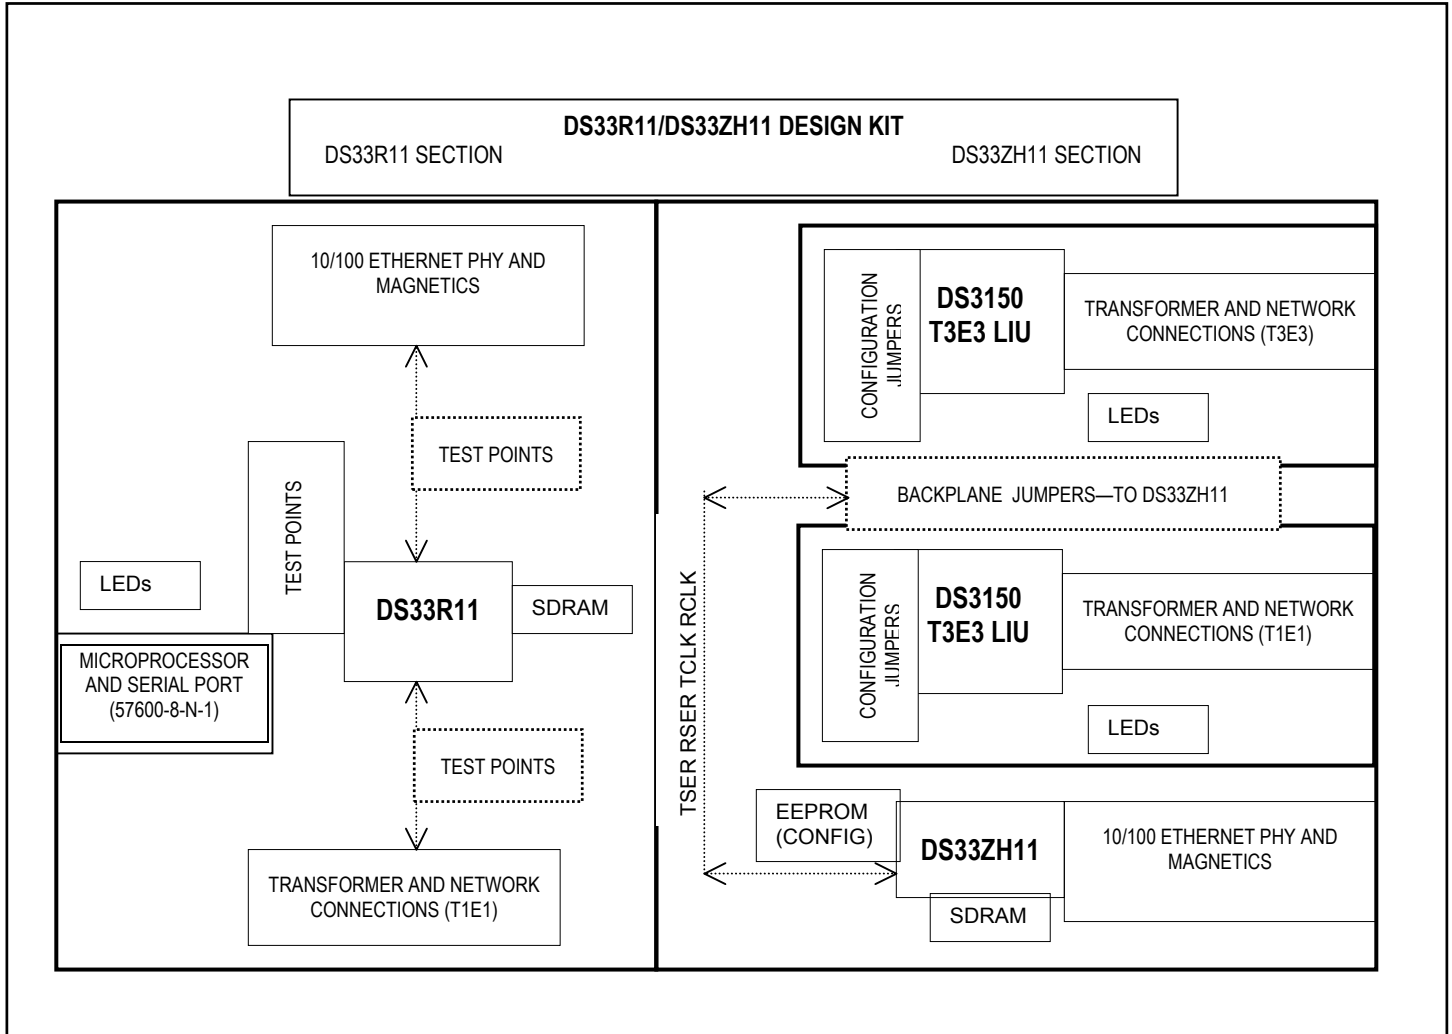 DS33R11/DS33ZH11 DESIGN KIT
DS33R11 SECTION
DS33ZH11 SECTION
10/100 ETHERNET PHY AND
MAGNETICS
TEST POINTS
TEST POINTS
LEDs
DS33R11
SDRAM
MICROPROCESSOR
AND SERIAL PORT
(57600-8-N-1)
TEST POINTS
TRANSFORMER AND NETWORK
CONNECTIONS (T1E1)
CONFIGURATION
JUMPERS
DS3150
T3E3 LIU
TRANSFORMER AND NETWORK
CONNECTIONS (T3E3)
LEDs
BACKPLANE JUMPERS—TO DS33ZH11
TSER RSER TCLK RCLK
CONFIGURATION
JUMPERS
DS3150
T3E3 LIU
TRANSFORMER AND NETWORK
CONNECTIONS (T1E1)
LEDs
EEPROM
(CONFIG)
DS33ZH11
10/100 ETHERNET PHY AND
MAGNETICS
SDRAM